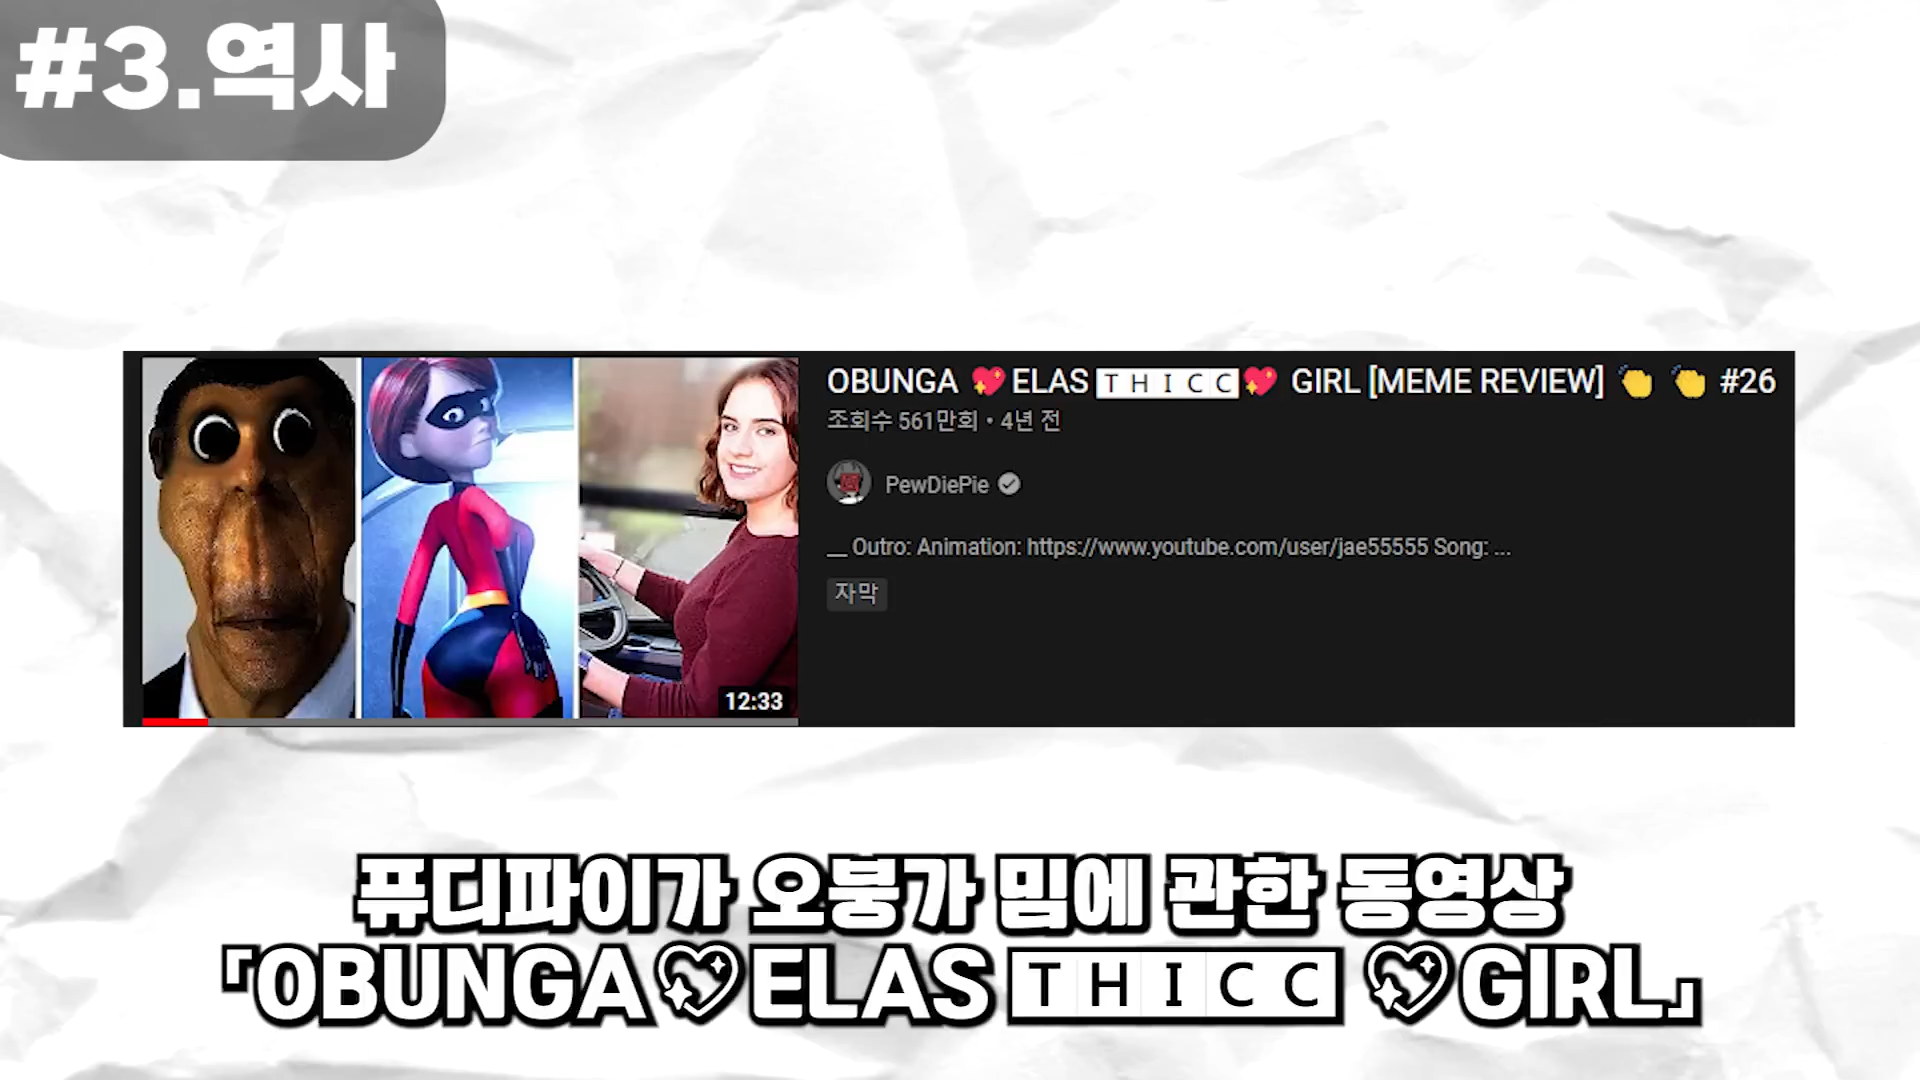 #3.역사
OBUNGA 💖 ELAS 🅃🄷🄸🄲🄲💖 GIRL [MEME REVIEW] 👏 👏 #26
조회수 561만회 • 4년 전
PewDiePie
__ Outro: Animation: https://www.youtube.com/user/jae55555 Song: ...
자막
12:33
퓨디파이가 오붕가 밈에 관한 동영상
「OBUNGA💖ELAS 🅃🄷🄸🄲🄲 💖GIRL」